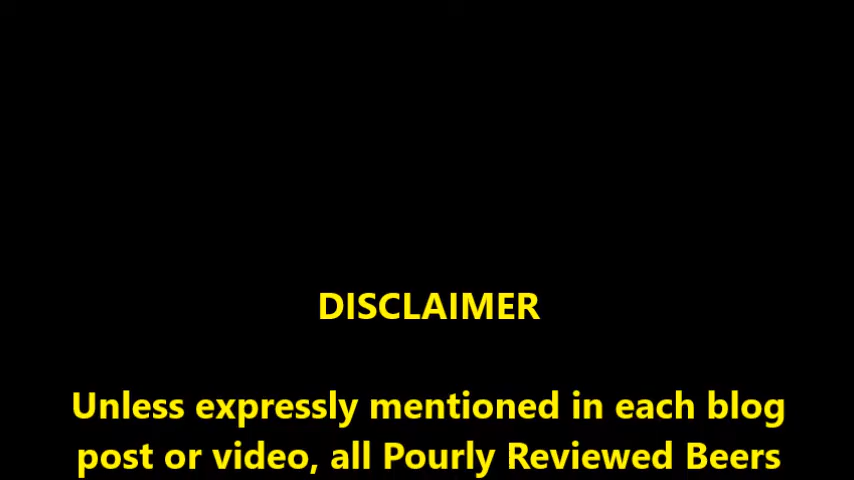 DISCLAIMER
Unless expressly mentioned in each blog
post or video, all Pourly Reviewed Beers